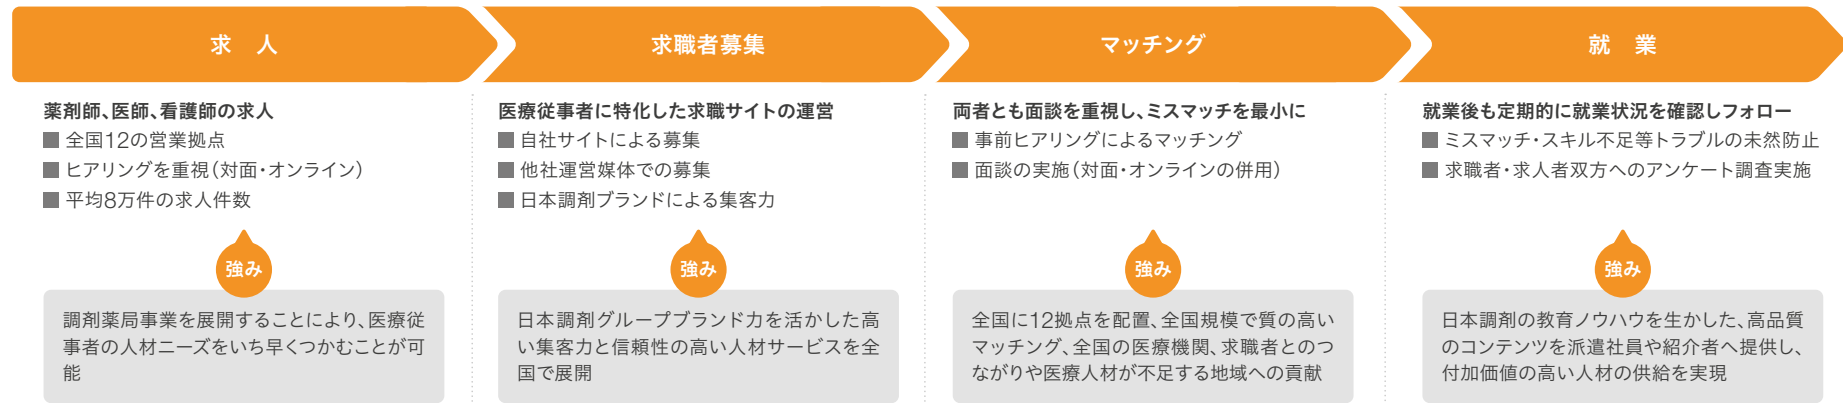 求　人
薬剤師、医師、看護師の求人
■ 全国12の営業拠点
■ ヒアリングを重視（対面・オンライン）
■ 平均8万件の求人件数
強み
調剤薬局事業を展開することにより、医療従
事者の人材ニーズをいち早くつかむことが可
能
求職者募集
医療従事者に特化した求職サイトの運営
■ 自社サイトによる募集
■ 他社運営媒体での募集
■ 日本調剤ブランドによる集客力
強み
日本調剤グループブランド力を活かした高
い集客力と信頼性の高い人材サービスを全
国で展開
マッチング
両者とも面談を重視し、ミスマッチを最小に
■ 事前ヒアリングによるマッチング
■ 面談の実施（対面・オンラインの併用）
強み
全国に12拠点を配置、全国規模で質の高い
マッチング、全国の医療機関、求職者とのつ
ながりや医療人材が不足する地域への貢献
就　業
就業後も定期的に就業状況を確認しフォロー
■ ミスマッチ・スキル不足等トラブルの未然防止
■ 求職者・求人者双方へのアンケート調査実施
強み
日本調剤の教育ノウハウを生かした、高品質
のコンテンツを派遣社員や紹介者へ提供し、
付加価値の高い人材の供給を実現